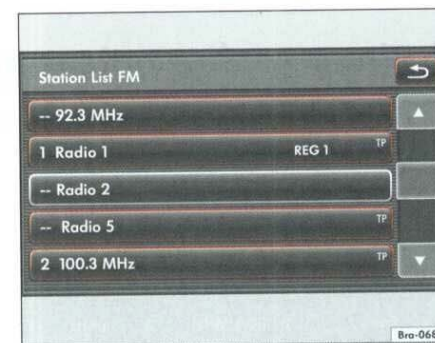 Station List FM
-- 92.3 MHz
1 Radio 1 REG 1 TP
-- Radio 2
-- Radio 5 TP
2 100.3 MHz TP
Bra-068